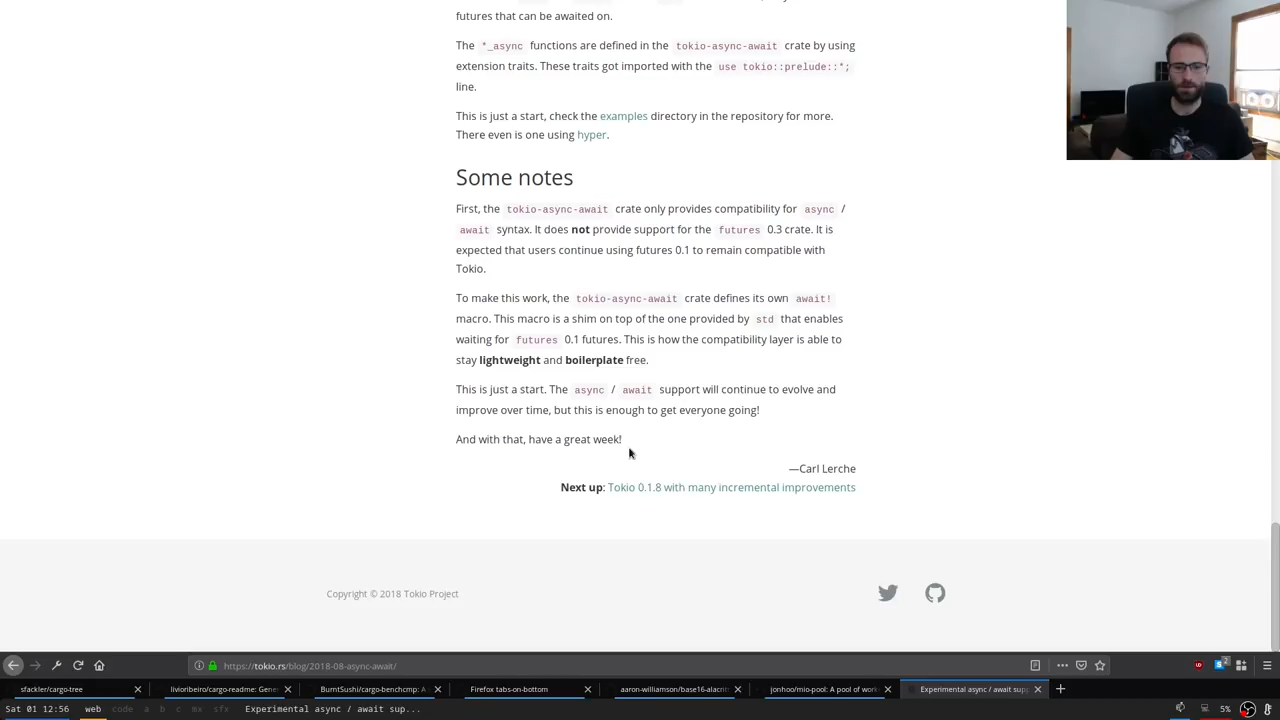 futures that can be awaited on.
The *_async functions are defined in the tokio-async-await crate by using
extension traits. These traits got imported with the use tokio::prelude::*;
line.
This is just a start, check the examples directory in the repository for more.
There even is one using hyper.
Some notes
First, the tokio-async-await crate only provides compatibility for async /
await syntax. It does not provide support for the futures 0.3 crate. It is
expected that users continue using futures 0.1 to remain compatible with
Tokio.
To make this work, the tokio-async-await crate defines its own await!
macro. This macro is a shim on top of the one provided by std that enables
waiting for futures 0.1 futures. This is how the compatibility layer is able to
stay lightweight and boilerplate free.
This is just a start. The async / await support will continue to evolve and
improve over time, but this is enough to get everyone going!
And with that, have a great week!
—Carl Lerche
Next up: Tokio 0.1.8 with many incremental improvements
Copyright © 2018 Tokio Project
https://tokio.rs/blog/2018-08-async-await/
2
sfackler/cargo-tree
livioribeiro/cargo-readme: Gene
BurntSushi/cargo-benchcmp: A
Firefox tabs-on-bottom
aaron-williamson/base16-alacrit
jonhoo/mio-pool: A pool of work
Experimental async / await supp
Sat 01 12:56 web code a b c mx sfx Experimental async / await sup...
5%